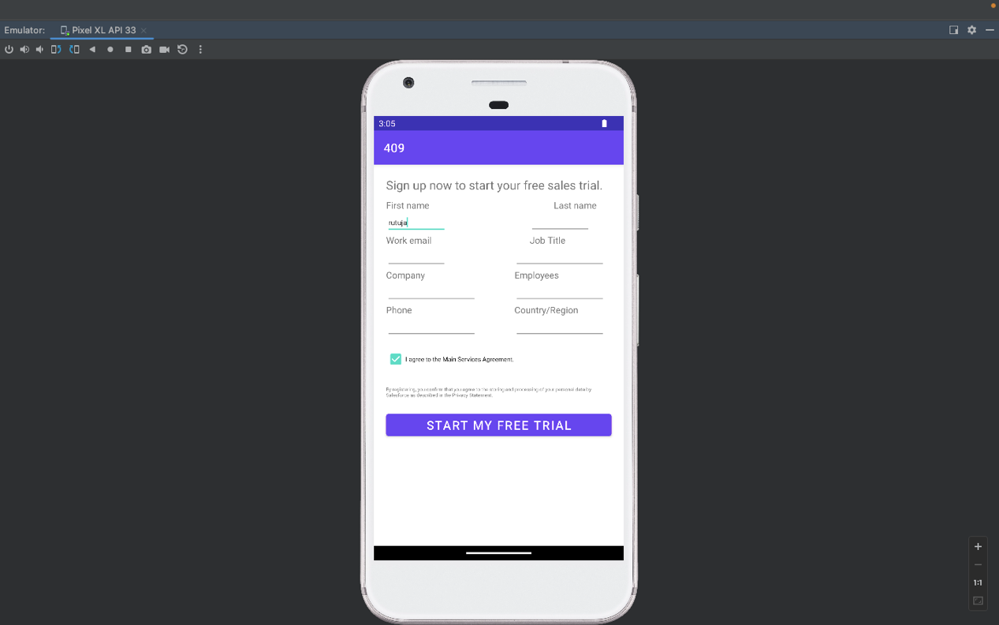 Emulator: Pixel XL API 33
3:05
409
Sign up now to start your free sales trial.
First name Last name
rutuja
Work email Job Title
Company Employees
Phone Country/Region
I agree to the Main Services Agreement.
By registering, you confirm that you agree to the storing and processing of your personal data by
Salesforce as described in the Privacy Statement.
START MY FREE TRIAL
1:1